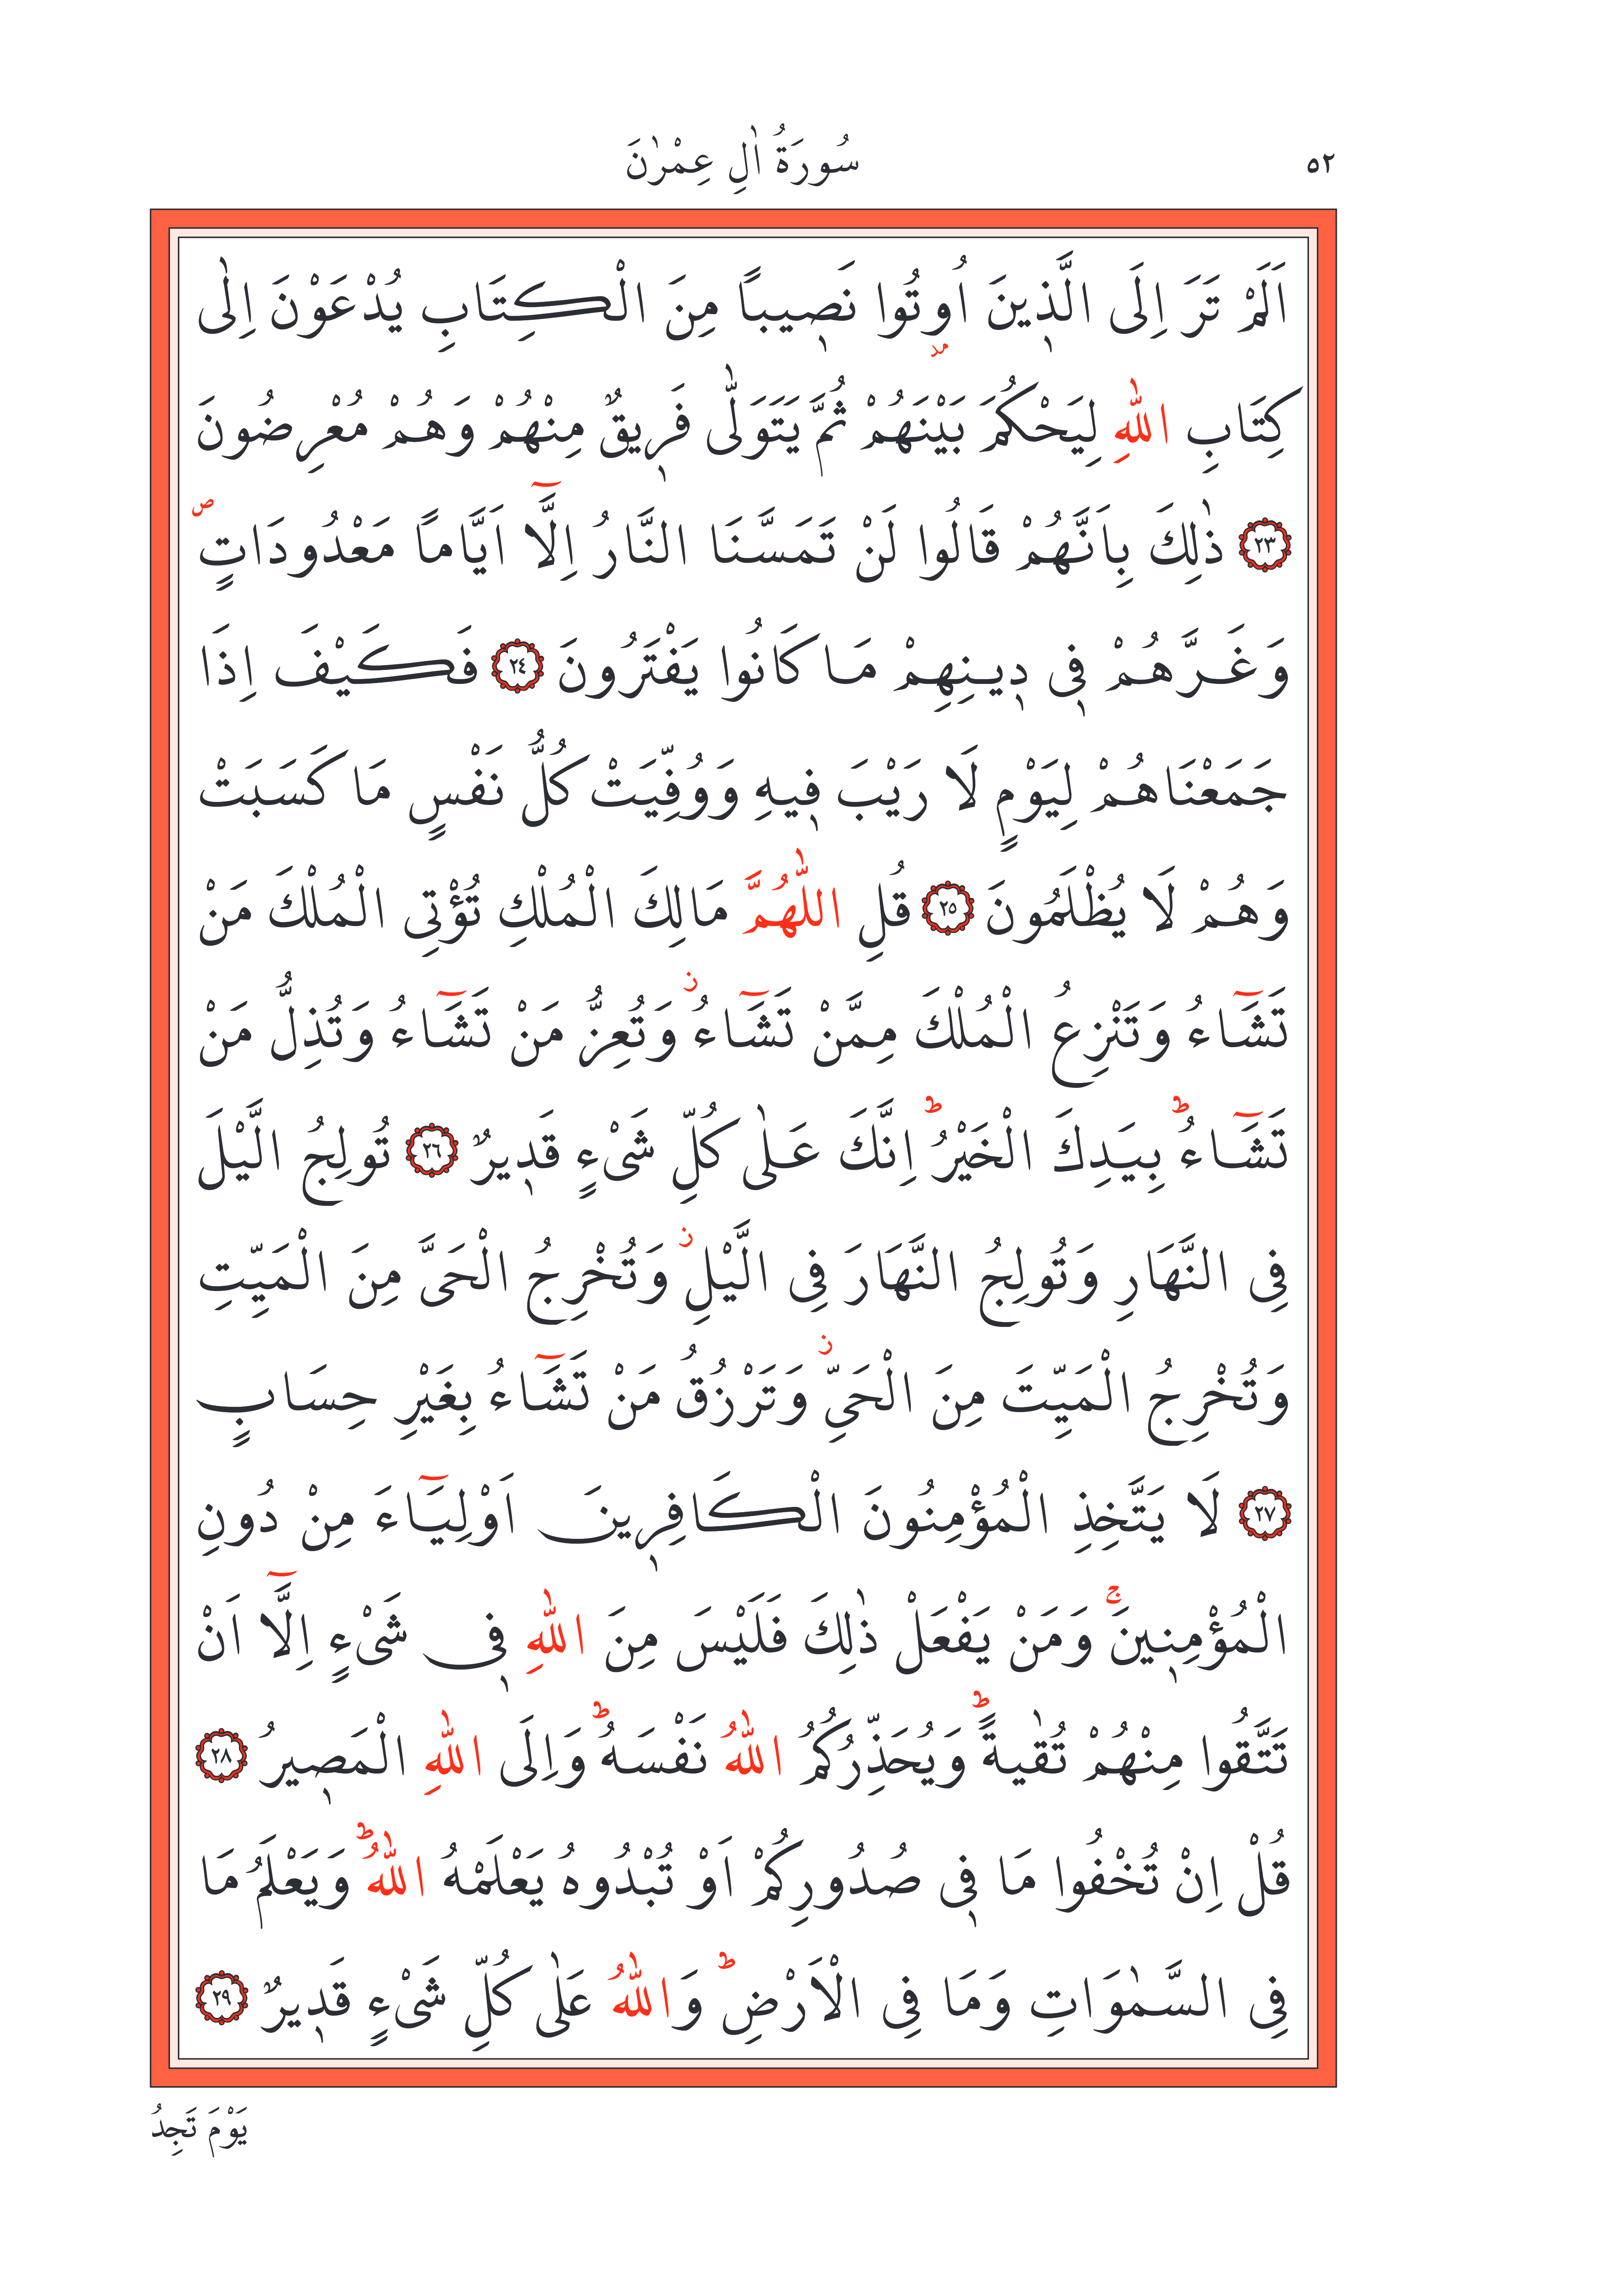 ٥٢
سُورَةُ اٰلِ عِمْرٰنَ
اَلَمْ تَرَ اِلَى الَّذٖينَ اُو۫تُوا نَصٖيباً مِنَ الْكِتَابِ يُدْعَوْنَ اِلٰى
كِتَابِ اللّٰهِ لِيَحْكُمَ بَيْنَهُمْ ثُمَّ يَتَوَلّٰى فَرٖيقٌ مِنْهُمْ وَهُمْ مُعْرِضُونَ
﴿٢٣﴾ ذٰلِكَ بِاَنَّهُمْ قَالُوا لَنْ تَمَسَّنَا النَّارُ اِلَّٓا اَيَّاماً مَعْدُودَاتٍࣕ
وَغَرَّهُمْ فٖى دٖينِهِمْ مَا كَانُوا يَفْتَرُونَ ﴿٢٤﴾ فَكَيْفَ اِذَا
جَمَعْنَاهُمْ لِيَوْمٍ لَا رَيْبَ فٖيهِ وَوُفِّيَتْ كُلُّ نَفْسٍ مَا كَسَبَتْ
وَهُمْ لَا يُظْلَمُونَ ﴿٢٥﴾ قُلِ اللّٰهُمَّ مَالِكَ الْمُلْكِ تُؤْتِى الْمُلْكَ مَنْ
تَشَٓاءُ وَتَنْزِعُ الْمُلْكَ مِمَّنْ تَشَٓاءُؗ وَتُعِزُّ مَنْ تَشَٓاءُ وَتُذِلُّ مَنْ
تَشَٓاءُؕ بِيَدِكَ الْخَيْرُؕ اِنَّكَ عَلٰى كُلِّ شَىْءٍ قَدٖيرٌ ﴿٢٦﴾ تُولِجُ الَّيْلَ
فِى النَّهَارِ وَتُولِجُ النَّهَارَ فِى الَّيْلِؗ وَتُخْرِجُ الْحَىَّ مِنَ الْمَيِّتِ
وَتُخْرِجُ الْمَيِّتَ مِنَ الْحَىِّؗ وَتَرْزُقُ مَنْ تَشَٓاءُ بِغَيْرِ حِسَابٍ
﴿٢٧﴾ لَا يَتَّخِذِ الْمُؤْمِنُونَ الْكَافِرٖينَ اَوْلِيَٓاءَ مِنْ دُونِ
الْمُؤْمِنٖينَۚ وَمَنْ يَفْعَلْ ذٰلِكَ فَلَيْسَ مِنَ اللّٰهِ فٖى شَىْءٍ اِلَّٓا اَنْ
تَتَّقُوا مِنْهُمْ تُقٰيةًؕ وَيُحَذِّرُكُمُ اللّٰهُ نَفْسَهُؕ وَاِلَى اللّٰهِ الْمَصٖيرُ ﴿٢٨﴾
قُلْ اِنْ تُخْفُوا مَا فٖى صُدُورِكُمْ اَوْ تُبْدُوهُ يَعْلَمْهُ اللّٰهُؕ وَيَعْلَمُ مَا
فِى السَّمٰوَاتِ وَمَا فِى الْاَرْضِؕ وَاللّٰهُ عَلٰى كُلِّ شَىْءٍ قَدٖيرٌ ﴿٢٩﴾
يَوْمَ تَجِدُ